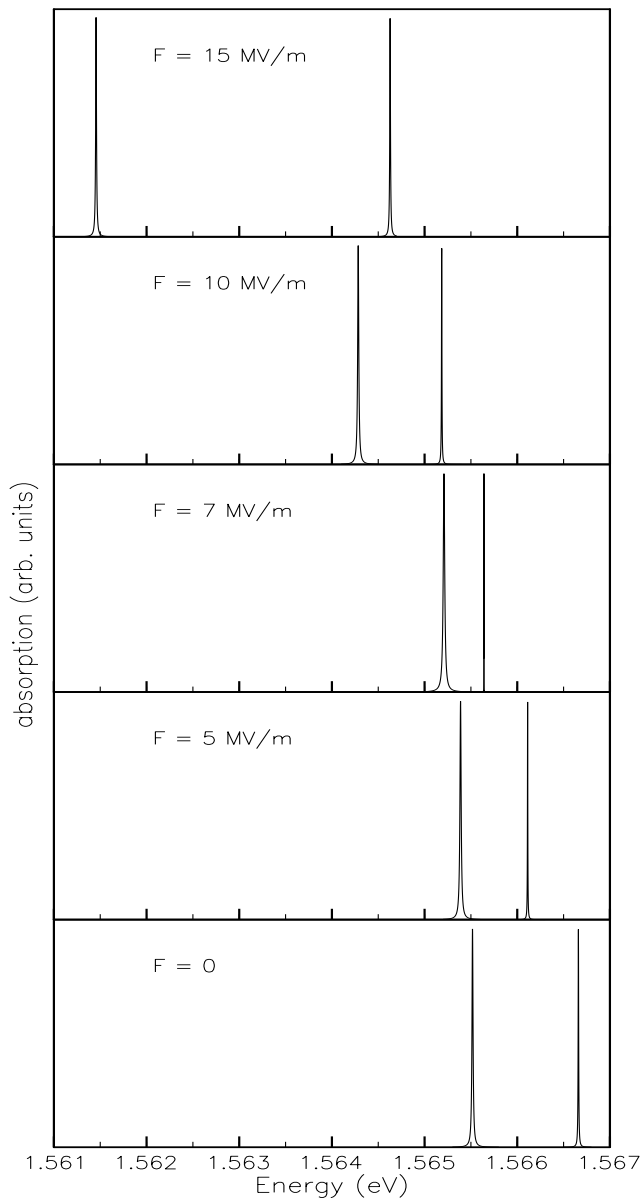 F = 15 MV/m
F = 10 MV/m
F = 7 MV/m
F = 5 MV/m
F = 0
absorption (arb. units)
1.561 1.562 1.563 1.564 1.565 1.566 1.567
Energy (eV)